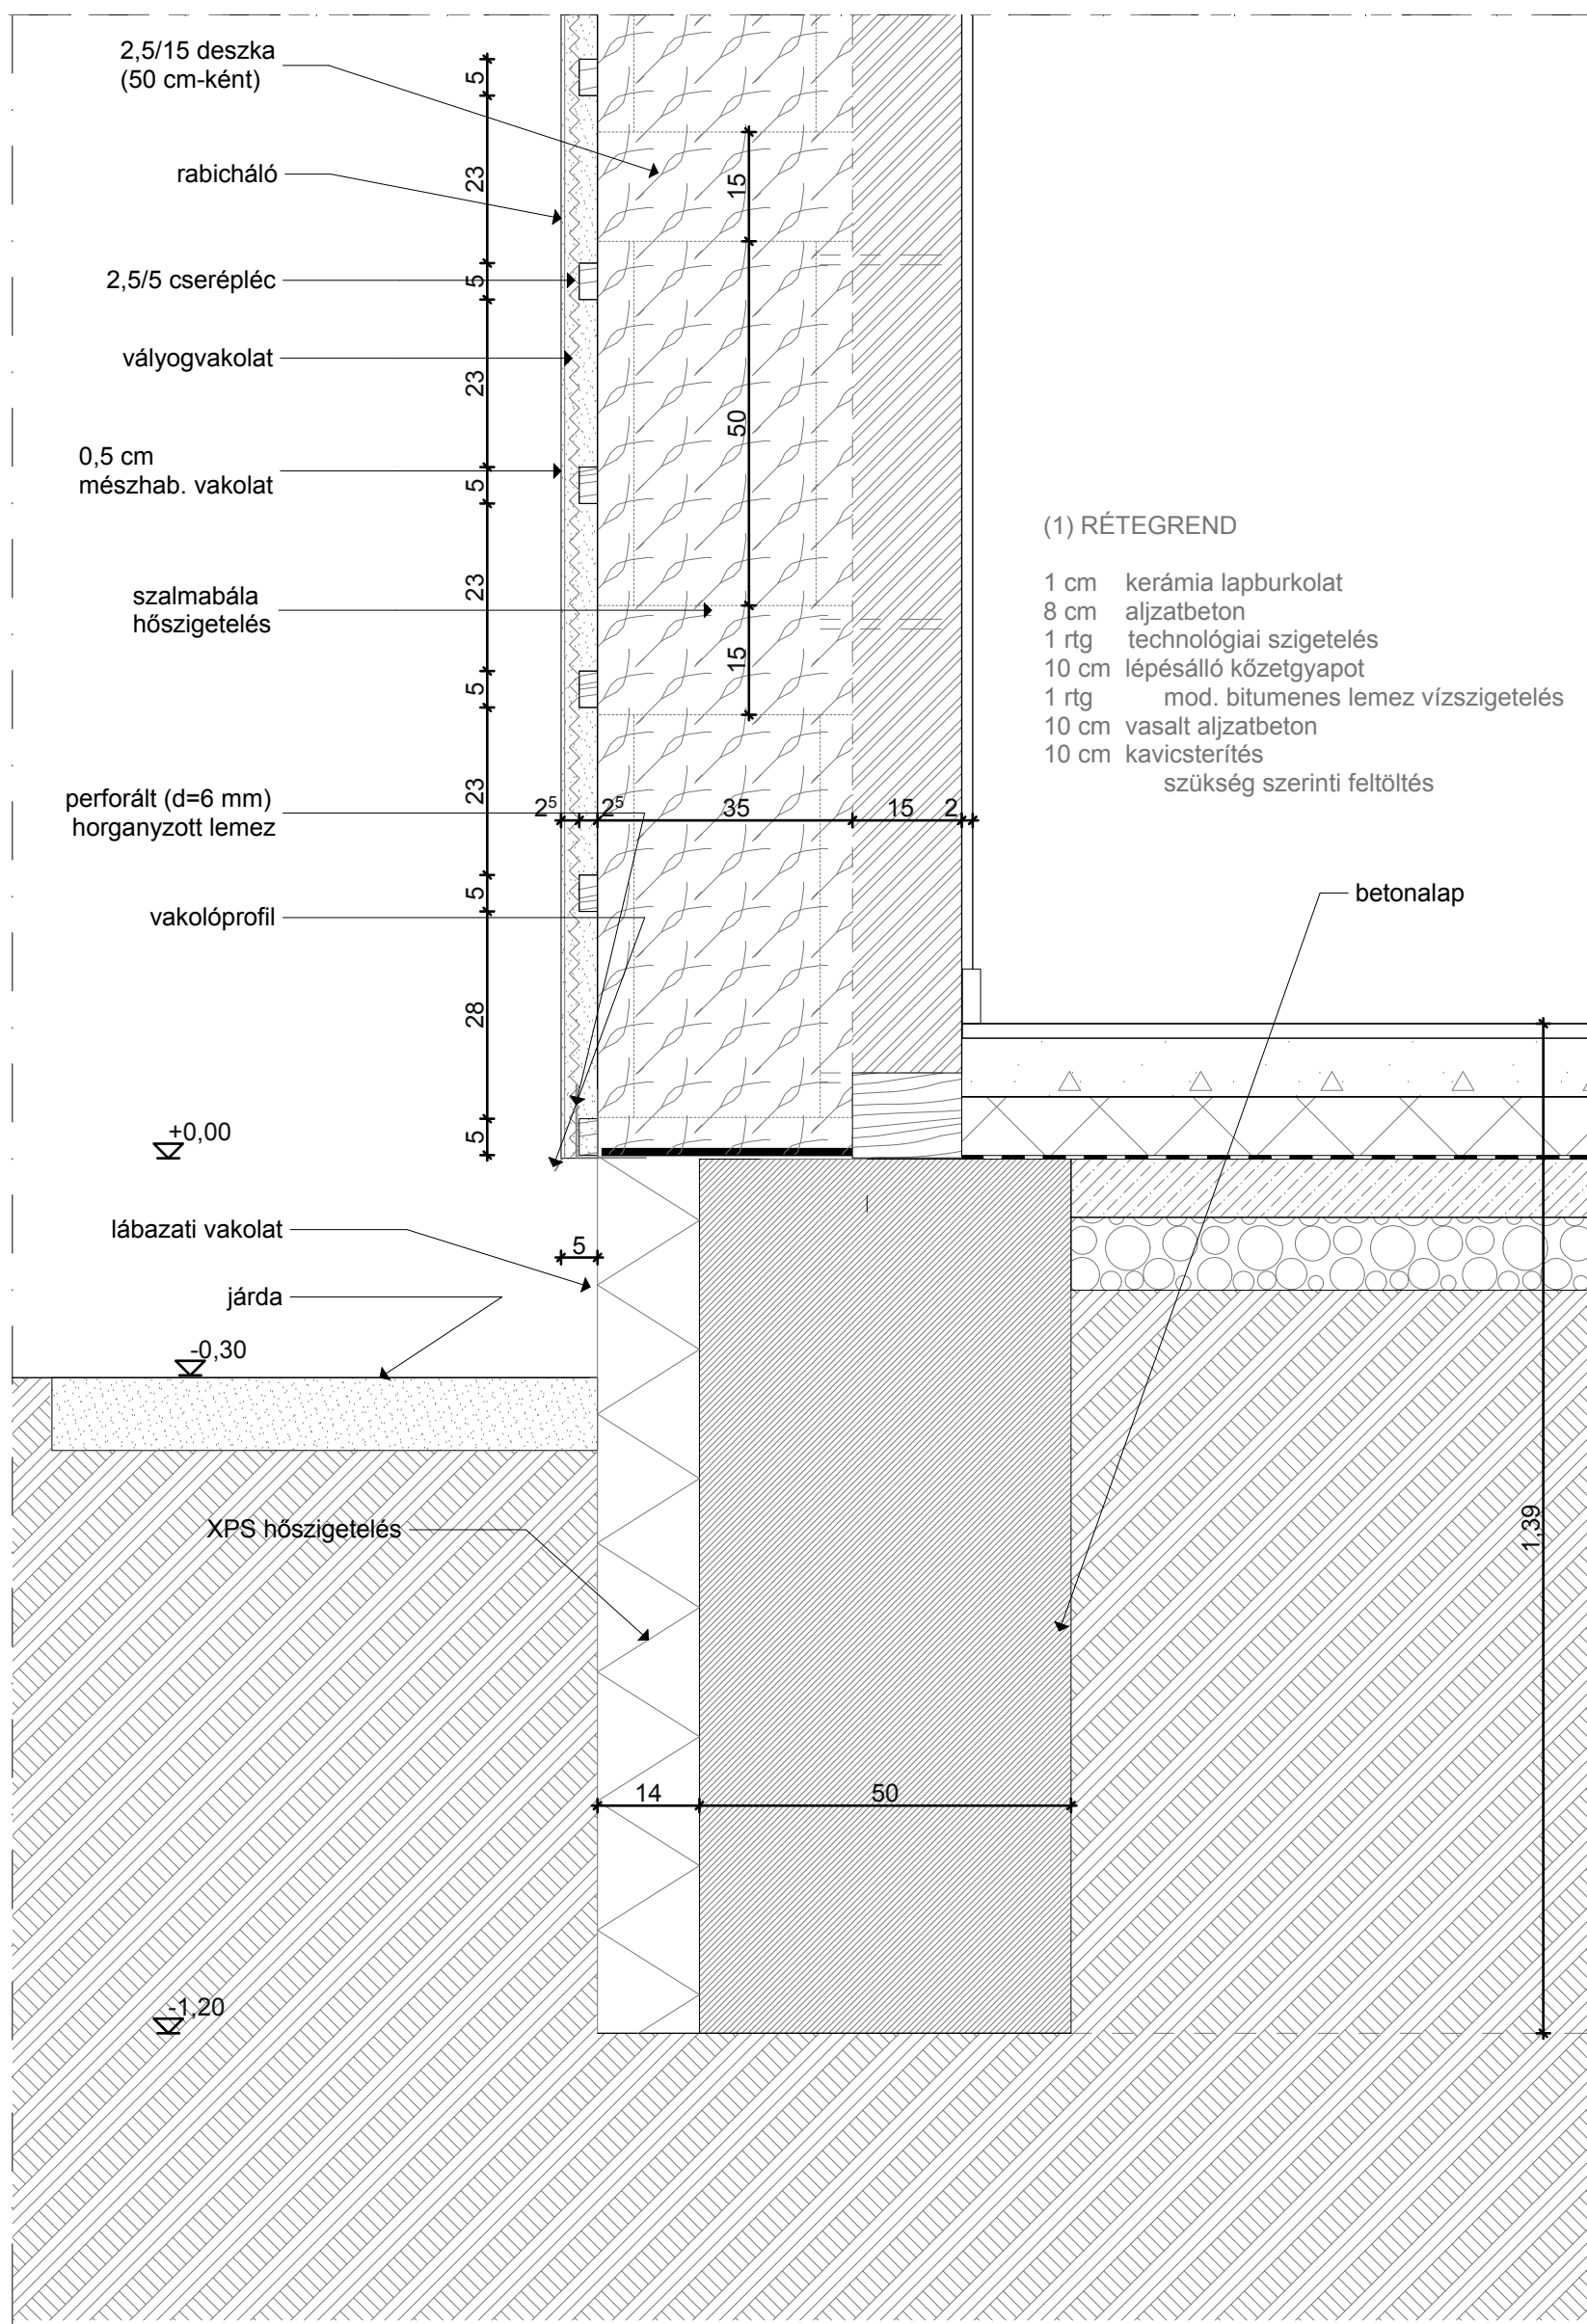 2,5/15 deszka
(50 cm-ként)
rabicháló
2,5/5 cserépléc
vályogvakolat
0,5 cm
mészhab. vakolat
szalmabála
hőszigetelés
perforált (d=6 mm)
horganyzott lemez
vakolóprofil
5
23
5
23
5
23
5
23
5
28
5
15
50
15
2⁵
2⁵
35
15
2
(1) RÉTEGREND
1 cm kerámia lapburkolat
8 cm aljzatbeton
1 rtg technológiai szigetelés
10 cm lépésálló kőzetgyapot
1 rtg mod. bitumenes lemez vízszigetelés
10 cm vasalt aljzatbeton
10 cm kavicsterítés
szükség szerinti feltöltés
betonalap
+0,00
lábazati vakolat
5
járda
-0,30
XPS hőszigetelés
1,39
14
50
-1,20